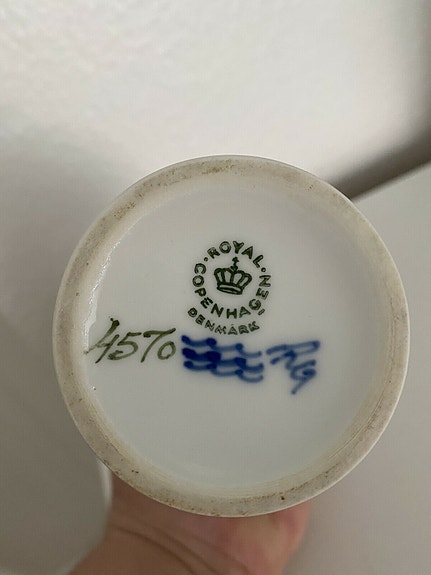 ROYAL
COPENHAGEN
DENMARK
4570